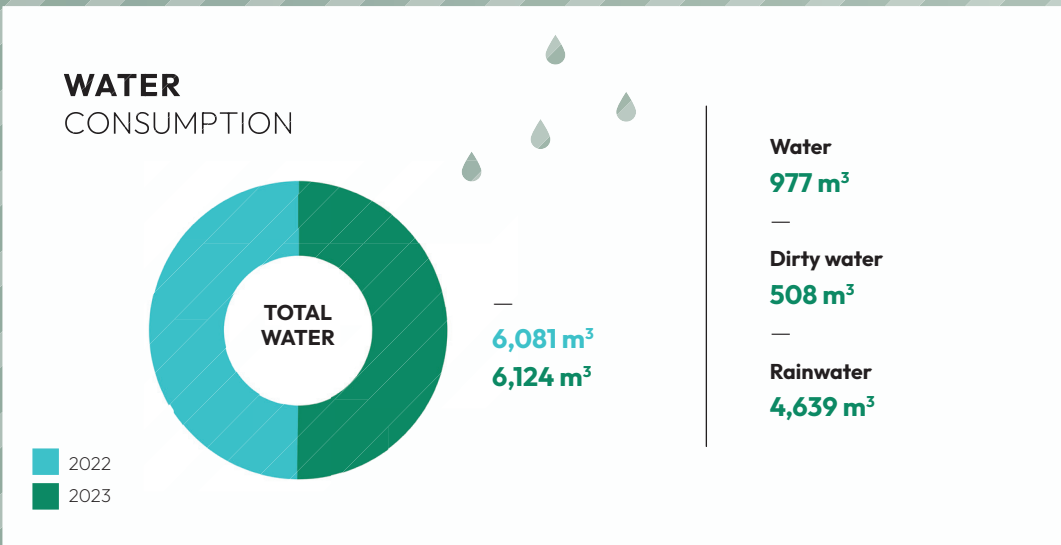 WATER
CONSUMPTION
TOTAL
WATER
—
6,081 m³
6,124 m³
2022
2023
Water
977 m³
—
Dirty water
508 m³
—
Rainwater
4,639 m³